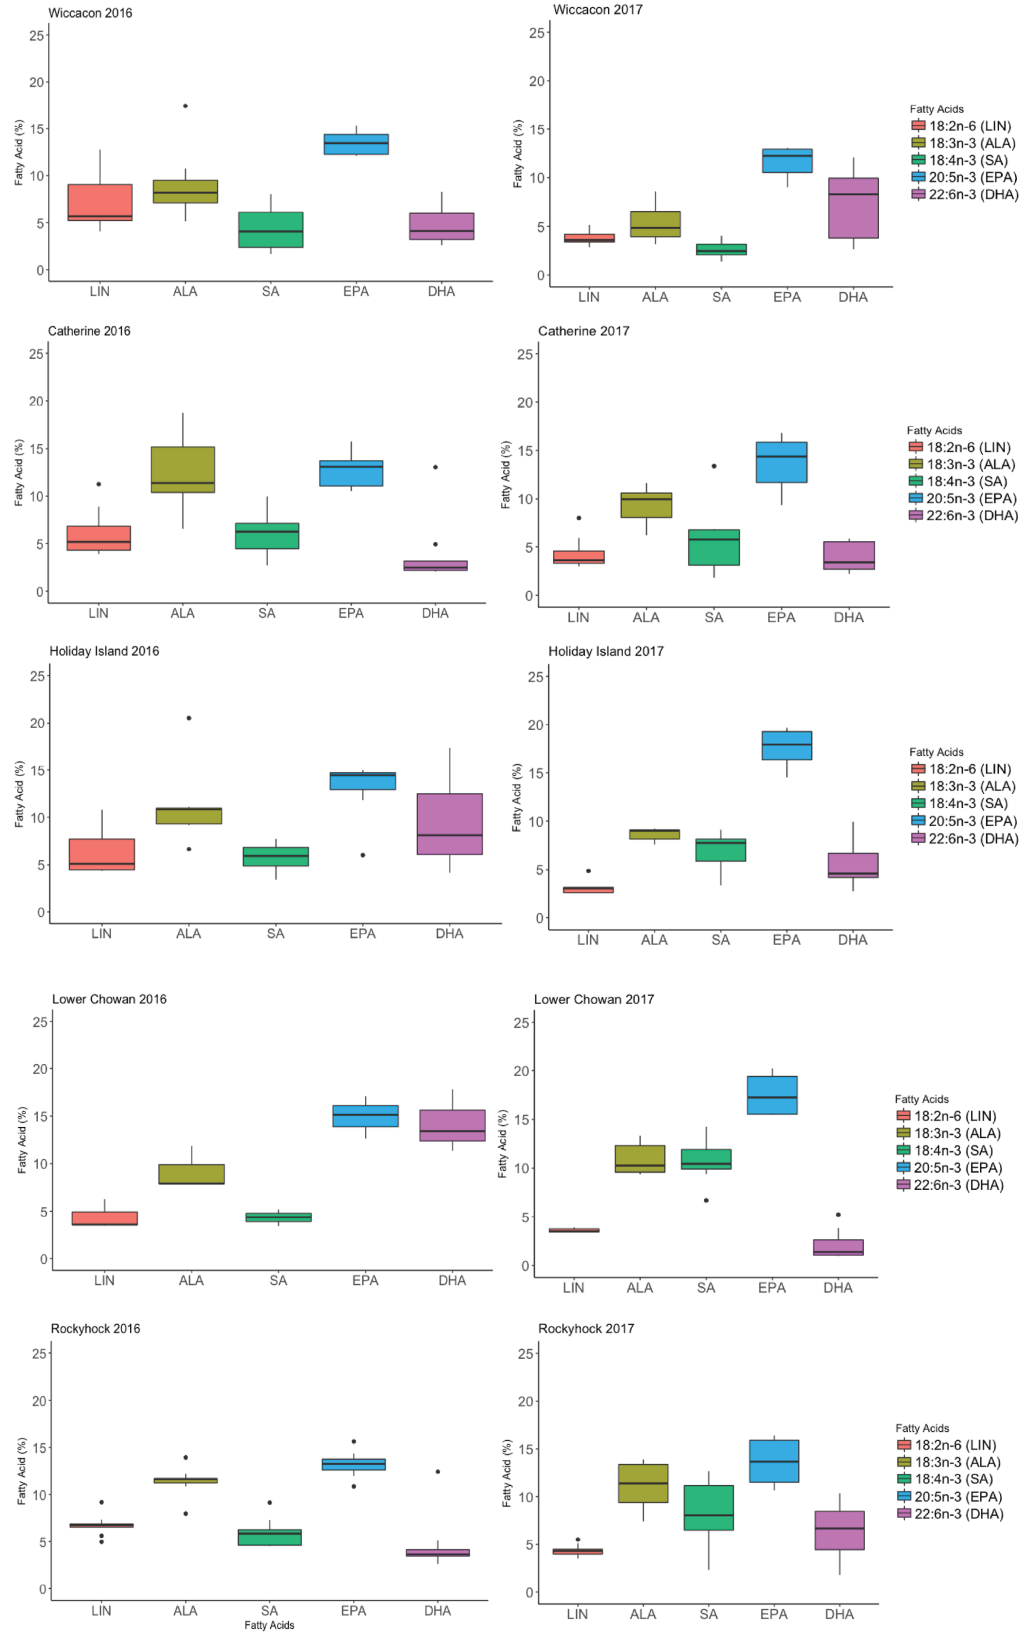 Wiccacon 2016
25
20
15
10
5
0
Fatty Acid (%)
LIN ALA SA EPA DHA
Wiccacon 2017
25
20
15
10
5
0
Fatty Acid (%)
LIN ALA SA EPA DHA
Fatty Acids
18:2n-6 (LIN)
18:3n-3 (ALA)
18:4n-3 (SA)
20:5n-3 (EPA)
22:6n-3 (DHA)
Catherine 2016
25
20
15
10
5
0
Fatty Acid (%)
LIN ALA SA EPA DHA
Catherine 2017
25
20
15
10
5
0
Fatty Acid (%)
LIN ALA SA EPA DHA
Fatty Acids
18:2n-6 (LIN)
18:3n-3 (ALA)
18:4n-3 (SA)
20:5n-3 (EPA)
22:6n-3 (DHA)
Holiday Island 2016
25
20
15
10
5
0
Fatty Acid (%)
LIN ALA SA EPA DHA
Holiday Island 2017
25
20
15
10
5
0
Fatty Acid (%)
LIN ALA SA EPA DHA
Fatty Acids
18:2n-6 (LIN)
18:3n-3 (ALA)
18:4n-3 (SA)
20:5n-3 (EPA)
22:6n-3 (DHA)
Lower Chowan 2016
25
20
15
10
5
0
Fatty Acid (%)
LIN ALA SA EPA DHA
Lower Chowan 2017
25
20
15
10
5
0
Fatty Acid (%)
LIN ALA SA EPA DHA
Fatty Acids
18:2n-6 (LIN)
18:3n-3 (ALA)
18:4n-3 (SA)
20:5n-3 (EPA)
22:6n-3 (DHA)
Rockyhock 2016
25
20
15
10
5
0
Fatty Acid (%)
LIN ALA SA EPA DHA
Fatty Acids
Rockyhock 2017
25
20
15
10
5
0
Fatty Acid (%)
LIN ALA SA EPA DHA
Fatty Acids
18:2n-6 (LIN)
18:3n-3 (ALA)
18:4n-3 (SA)
20:5n-3 (EPA)
22:6n-3 (DHA)